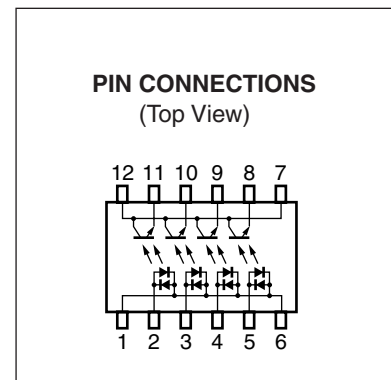 PIN CONNECTIONS
(Top View)
12 11 10 9 8 7
1 2 3 4 5 6